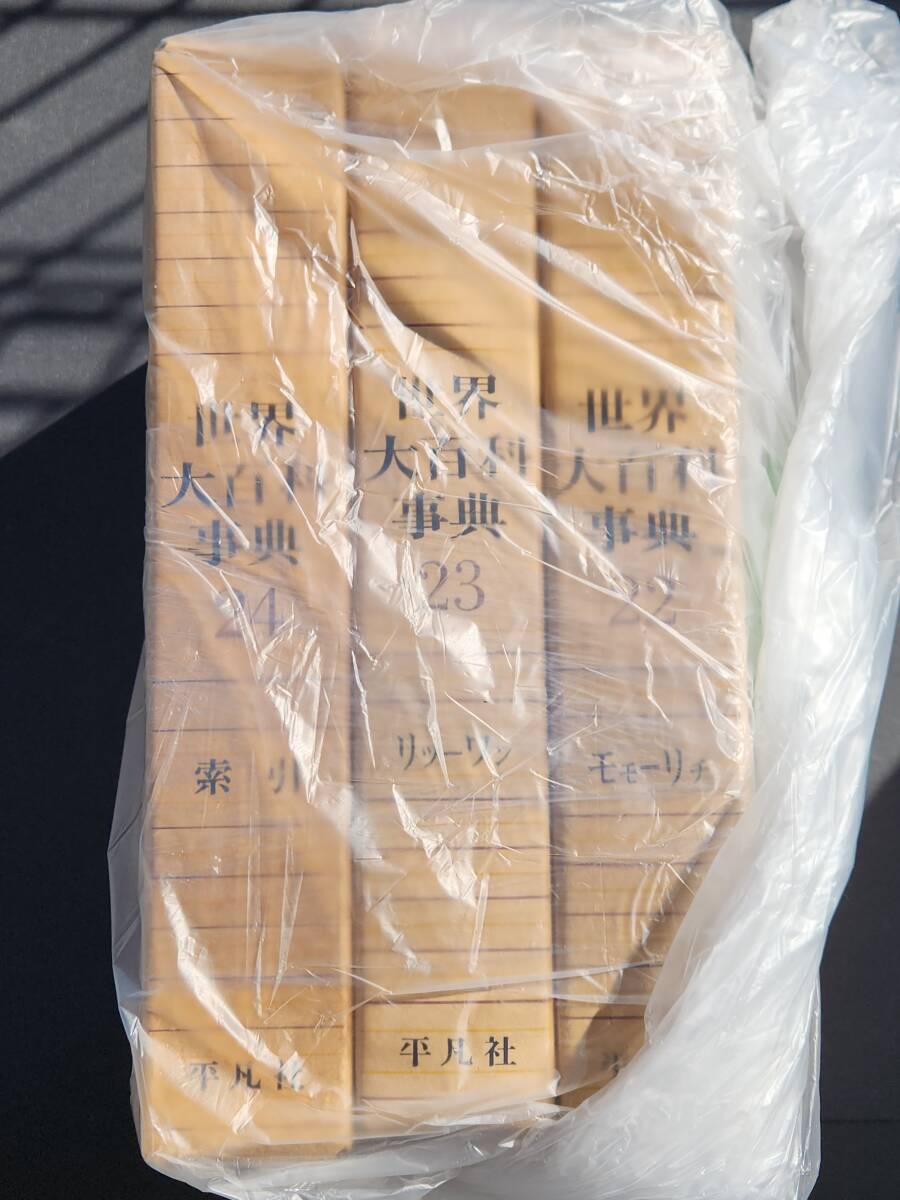 世界
大百科
事典
24
索引
平凡社
世界
大百科
事典
23
リッーワン
平凡社
世界
大百科
事典
22
モモーリチ